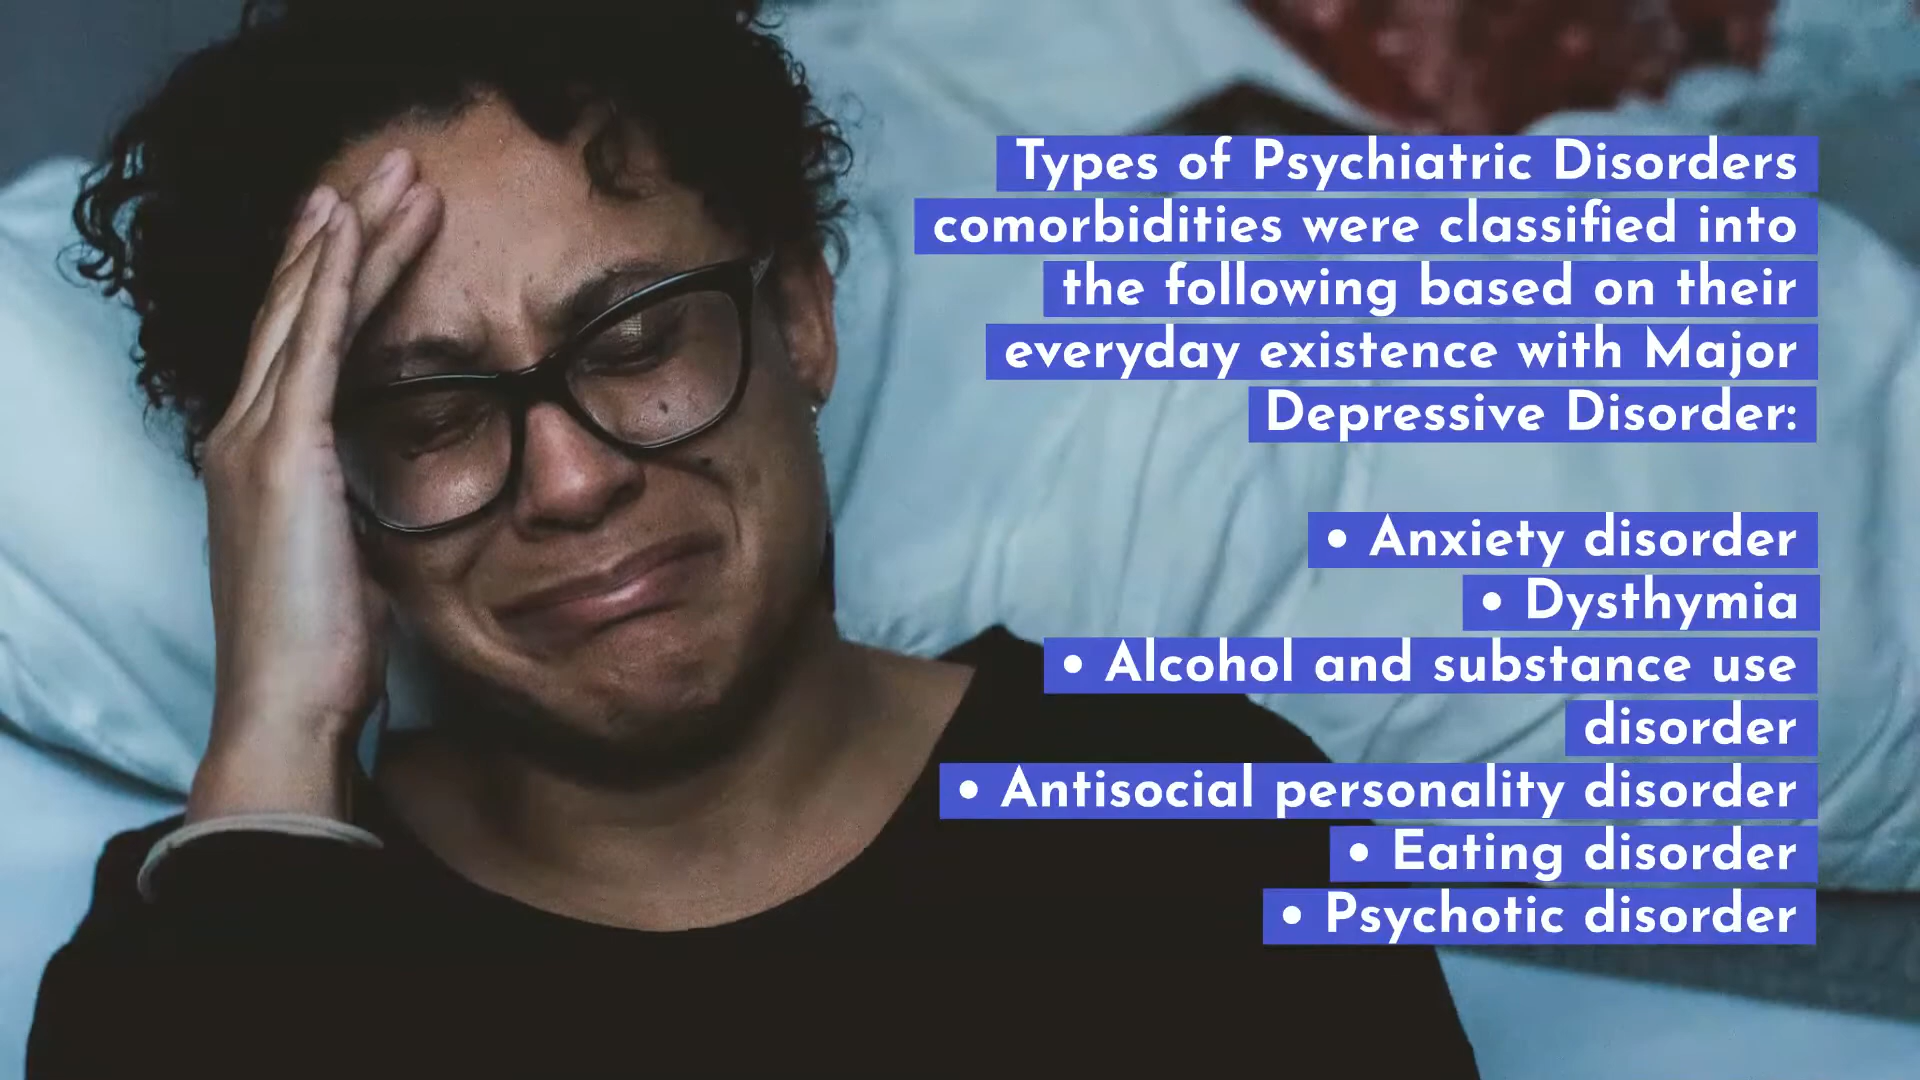 Types of Psychiatric Disorders
comorbidities were classified into
the following based on their
everyday existence with Major
Depressive Disorder:
• Anxiety disorder
• Dysthymia
• Alcohol and substance use
disorder
• Antisocial personality disorder
• Eating disorder
• Psychotic disorder